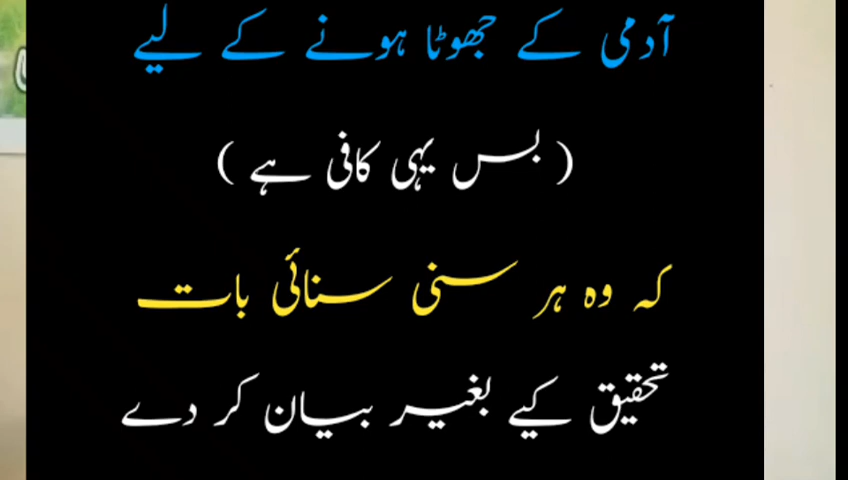 آدمی کے جھوٹا ہونے کے لیے
( بس یہی کافی ہے )
کہ وہ ہر سنی سنائی بات
تحقیق کیے بغیر بیان کر دے